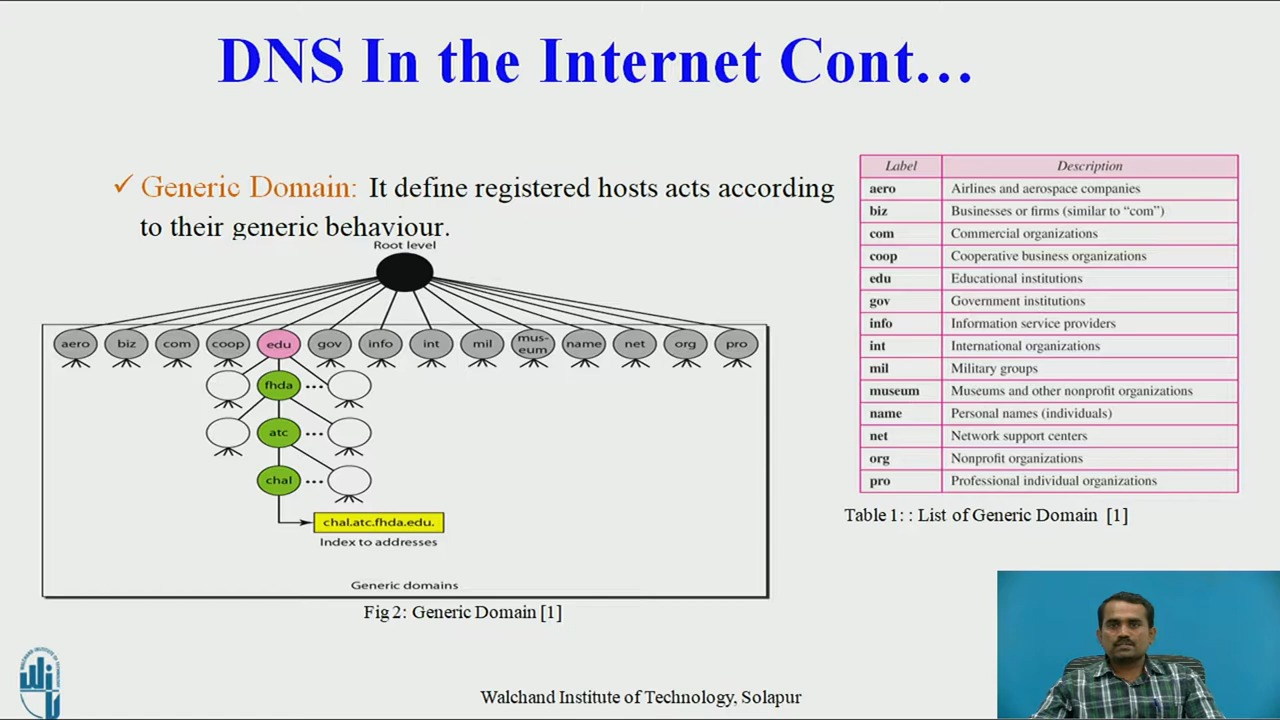 DNS In the Internet Cont…
✓ Generic Domain: It define registered hosts acts according
to their generic behaviour.
Root level
aero biz com coop edu gov info int mil mus-
eum name net org pro
fhda ...
atc ...
chal ...
chal.atc.fhda.edu.
Index to addresses
Generic domains
Fig 2: Generic Domain [1]
Label Description
aero Airlines and aerospace companies
biz Businesses or firms (similar to “com”)
com Commercial organizations
coop Cooperative business organizations
edu Educational institutions
gov Government institutions
info Information service providers
int International organizations
mil Military groups
museum Museums and other nonprofit organizations
name Personal names (individuals)
net Network support centers
org Nonprofit organizations
pro Professional individual organizations
Table 1: : List of Generic Domain [1]
Walchand Institute of Technology, Solapur